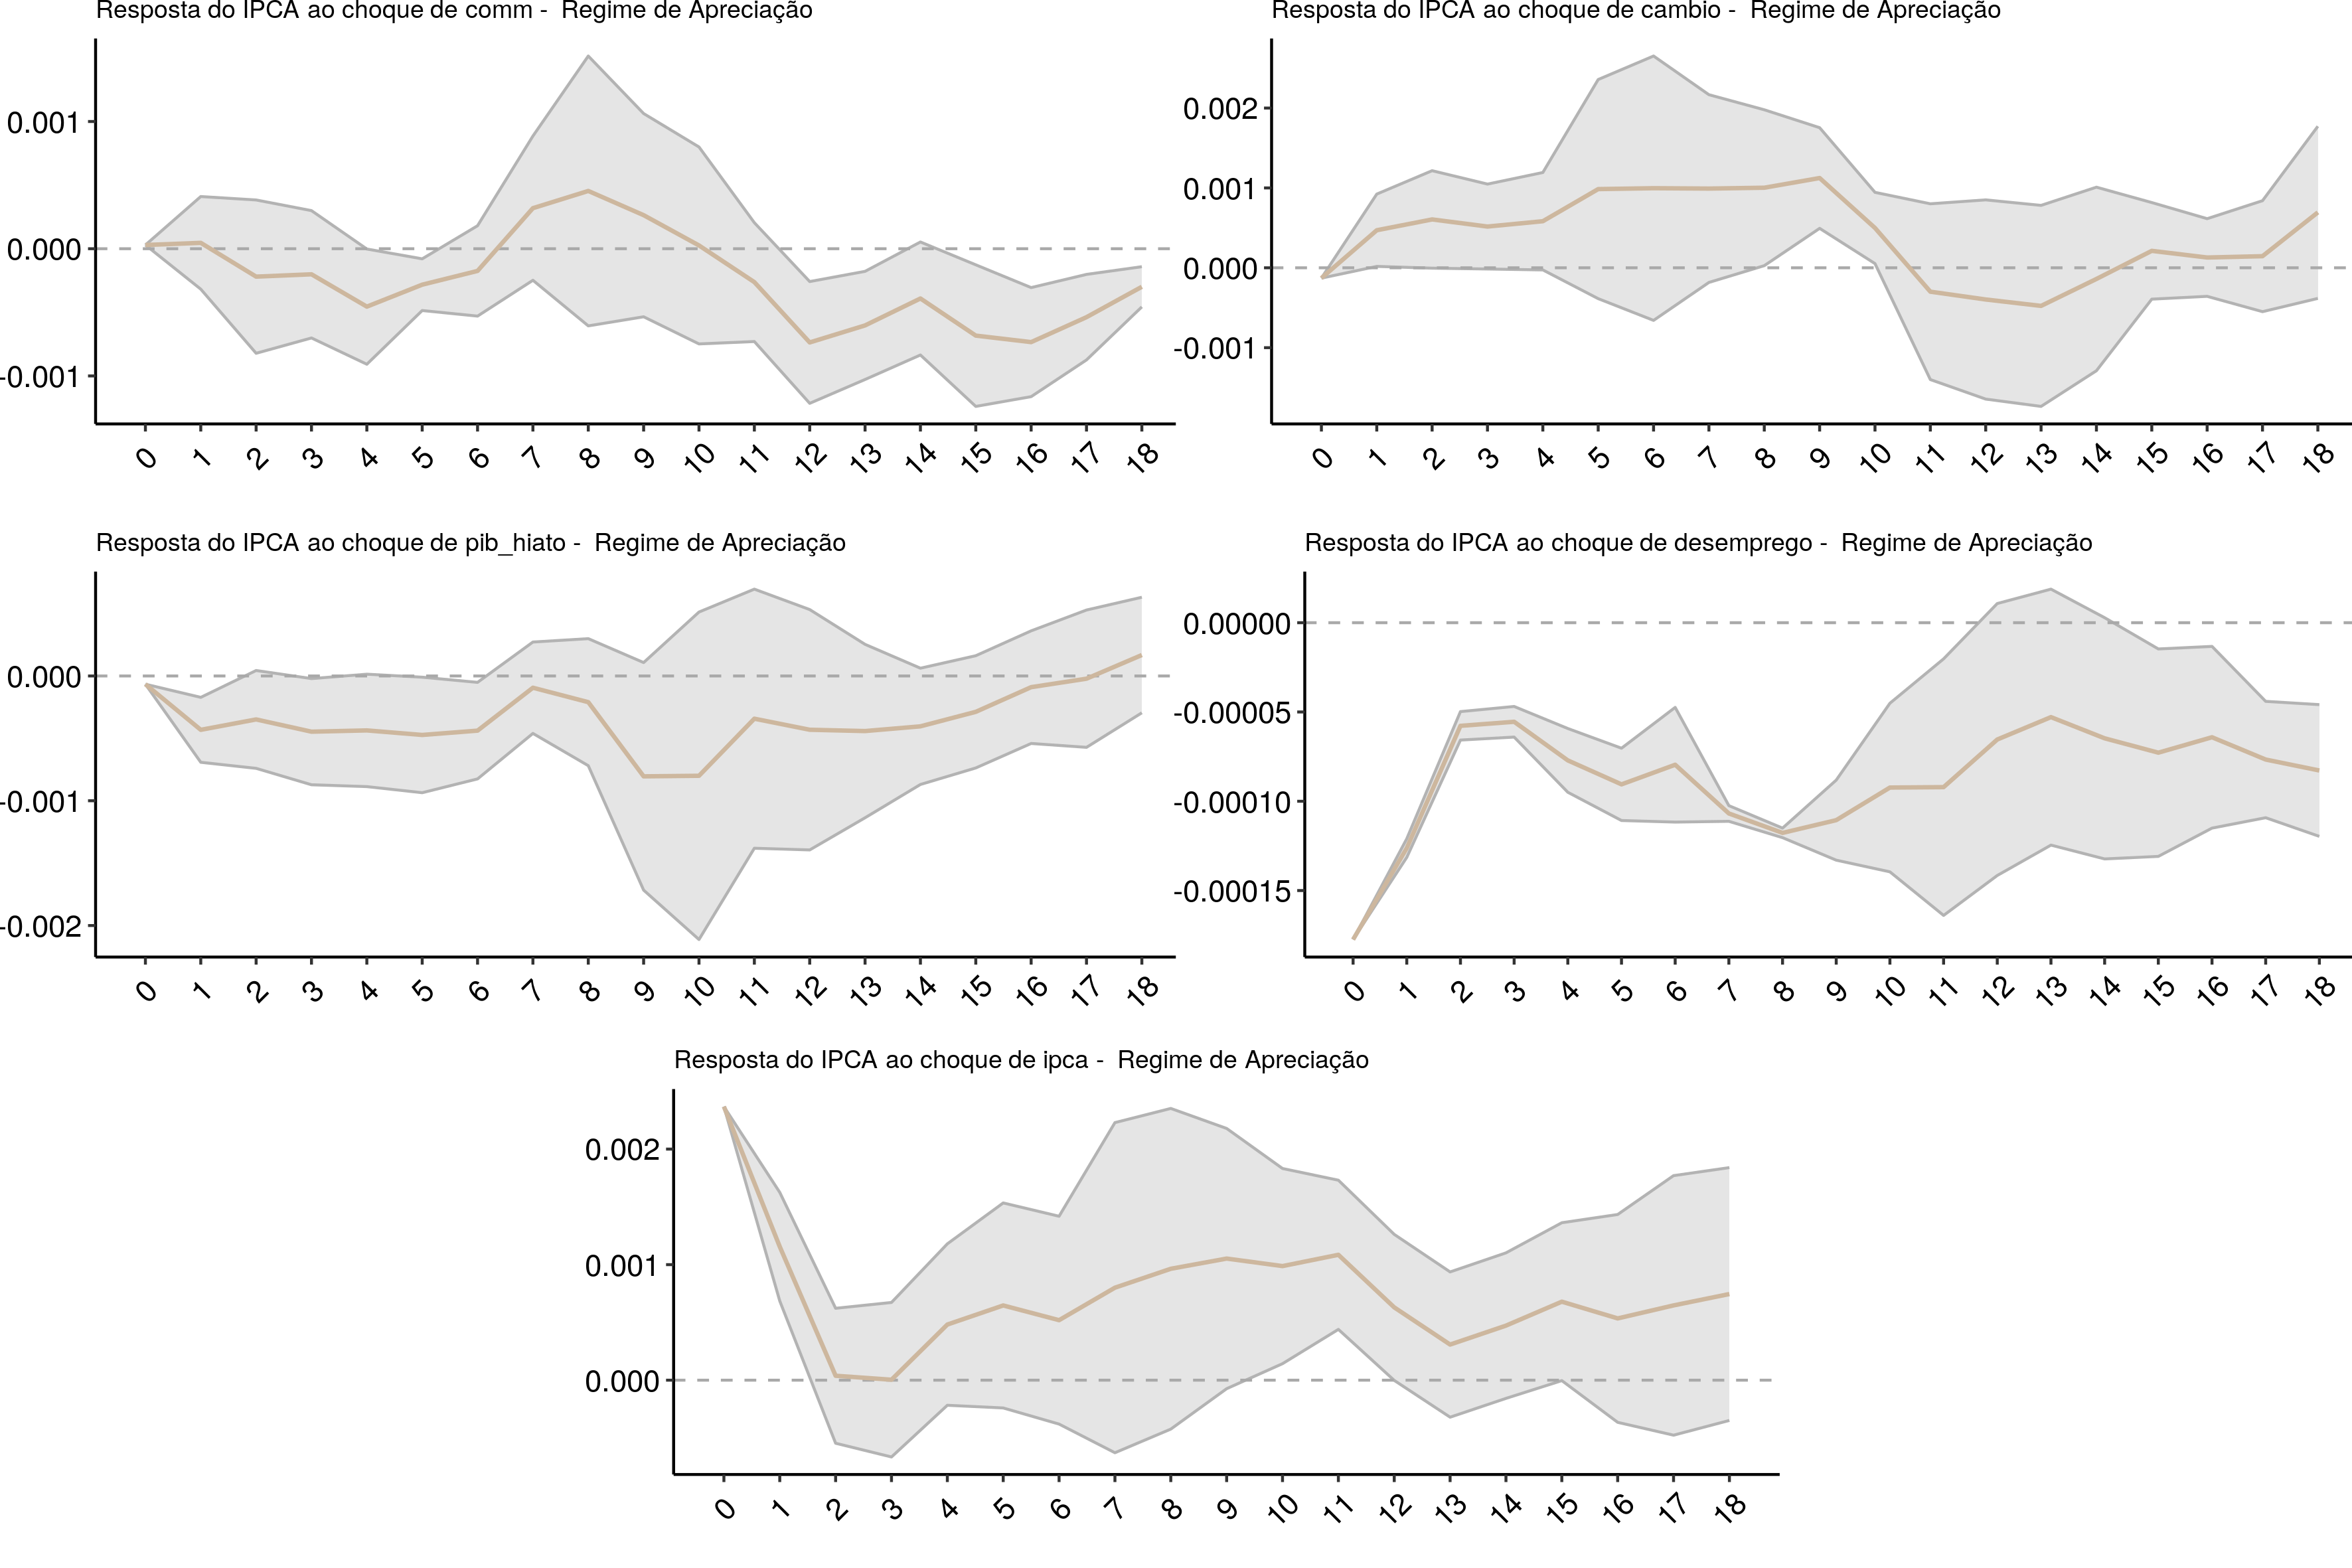 Resposta do IPCA ao choque de comm -  Regime de Apreciação
0.001
0.000
-0.001
0 1 2 3 4 5 6 7 8 9 10 11 12 13 14 15 16 17 18
Resposta do IPCA ao choque de cambio -  Regime de Apreciação
0.002
0.001
0.000
-0.001
0 1 2 3 4 5 6 7 8 9 10 11 12 13 14 15 16 17 18
Resposta do IPCA ao choque de pib_hiato -  Regime de Apreciação
0.000
-0.001
-0.002
0 1 2 3 4 5 6 7 8 9 10 11 12 13 14 15 16 17 18
Resposta do IPCA ao choque de desemprego -  Regime de Apreciação
0.00000
-0.00005
-0.00010
-0.00015
0 1 2 3 4 5 6 7 8 9 10 11 12 13 14 15 16 17 18
Resposta do IPCA ao choque de ipca -  Regime de Apreciação
0.002
0.001
0.000
0 1 2 3 4 5 6 7 8 9 10 11 12 13 14 15 16 17 18